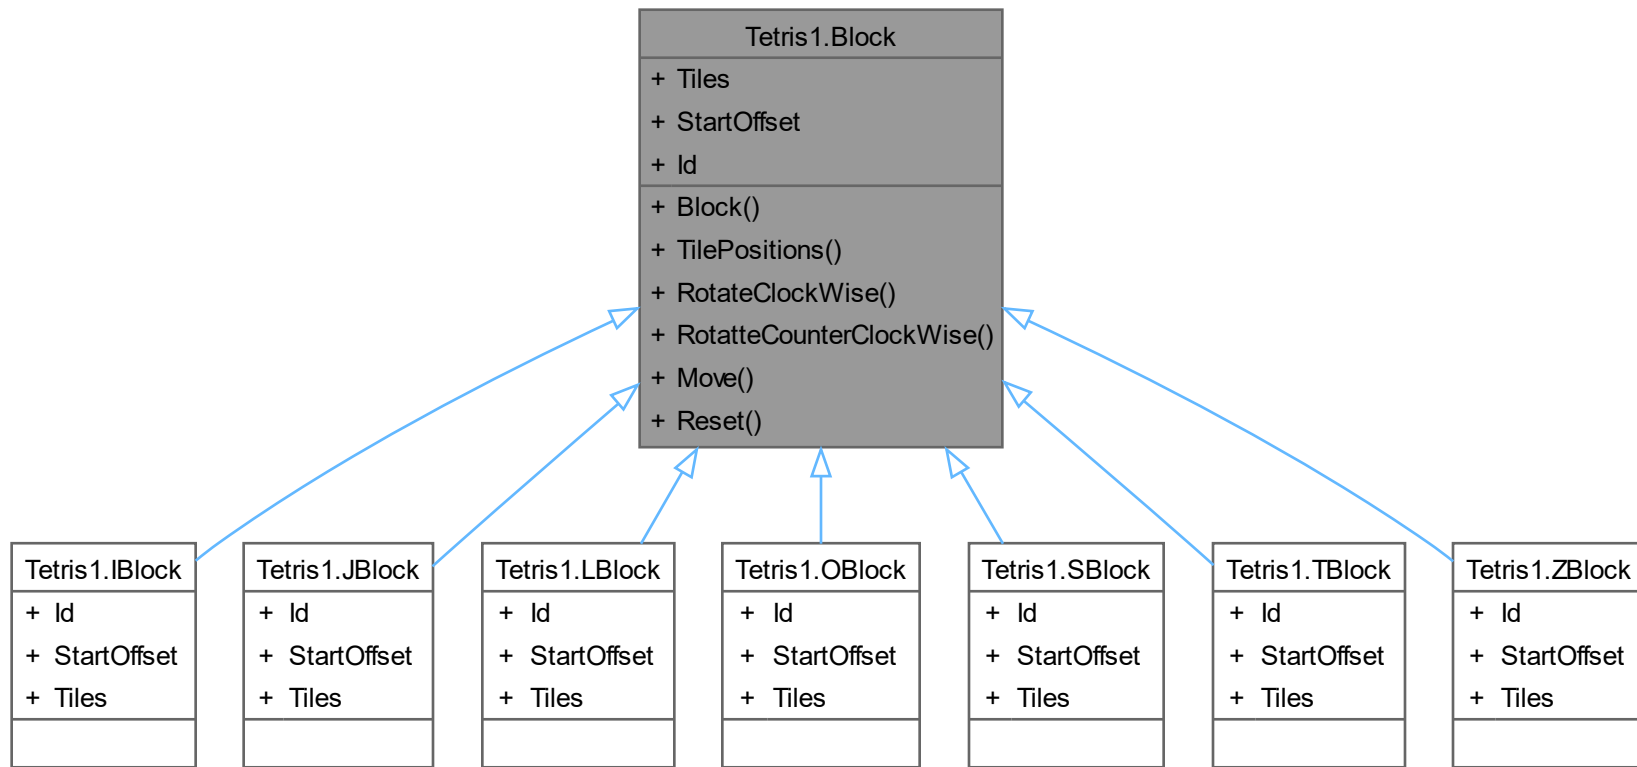 Tetris1.Block
+ Tiles
+ StartOffset
+ Id
+ Block()
+ TilePositions()
+ RotateClockWise()
+ RotatteCounterClockWise()
+ Move()
+ Reset()
Tetris1.IBlock
+ Id
+ StartOffset
+ Tiles
Tetris1.JBlock
+ Id
+ StartOffset
+ Tiles
Tetris1.LBlock
+ Id
+ StartOffset
+ Tiles
Tetris1.OBlock
+ Id
+ StartOffset
+ Tiles
Tetris1.SBlock
+ Id
+ StartOffset
+ Tiles
Tetris1.TBlock
+ Id
+ StartOffset
+ Tiles
Tetris1.ZBlock
+ Id
+ StartOffset
+ Tiles